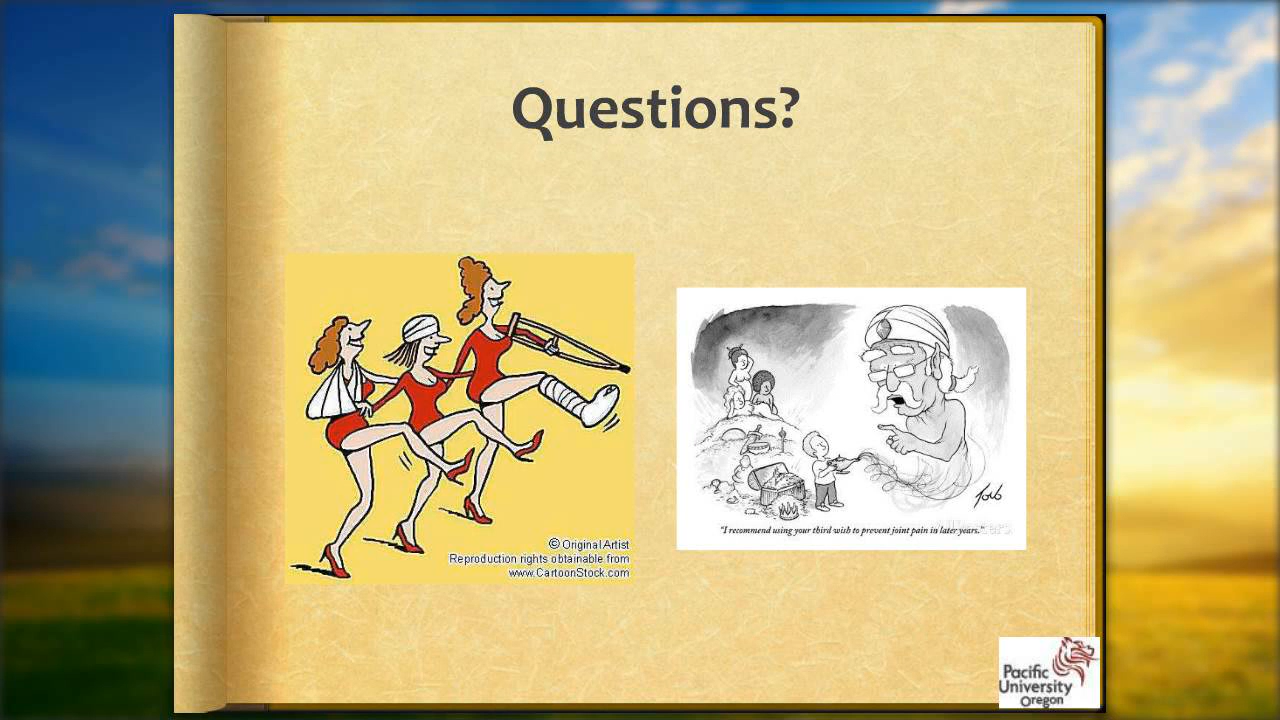 Questions?
© Original Artist
Reproduction rights obtainable from
www.CartoonStock.com
"I recommend using your third wish to prevent joint pain in later years."
Toro
Pacific
University
Oregon